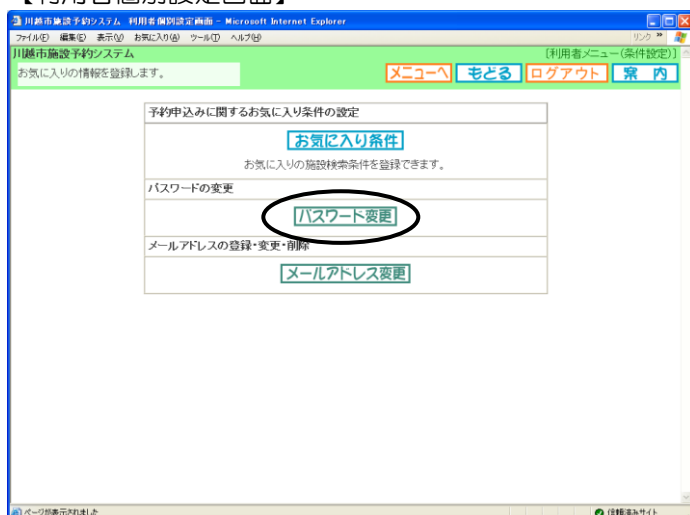 【利用者個別設定画面】
川越市施設予約システム 利用者個別設定画面 - Microsoft Internet Explorer
ファイル(F) 編集(E) 表示(V) お気に入り(A) ツール(T) ヘルプ(H) リンク »
川越市施設予約システム [利用者メニュー(条件設定)]
お気に入りの情報を登録します。 メニューへ もどる ログアウト 案内
予約申込みに関するお気に入り条件の設定
お気に入り条件
お気に入りの施設検索条件を登録できます。
パスワードの変更
パスワード変更
メールアドレスの登録・変更・削除
メールアドレス変更
ページが表示されました 信頼済みサイト